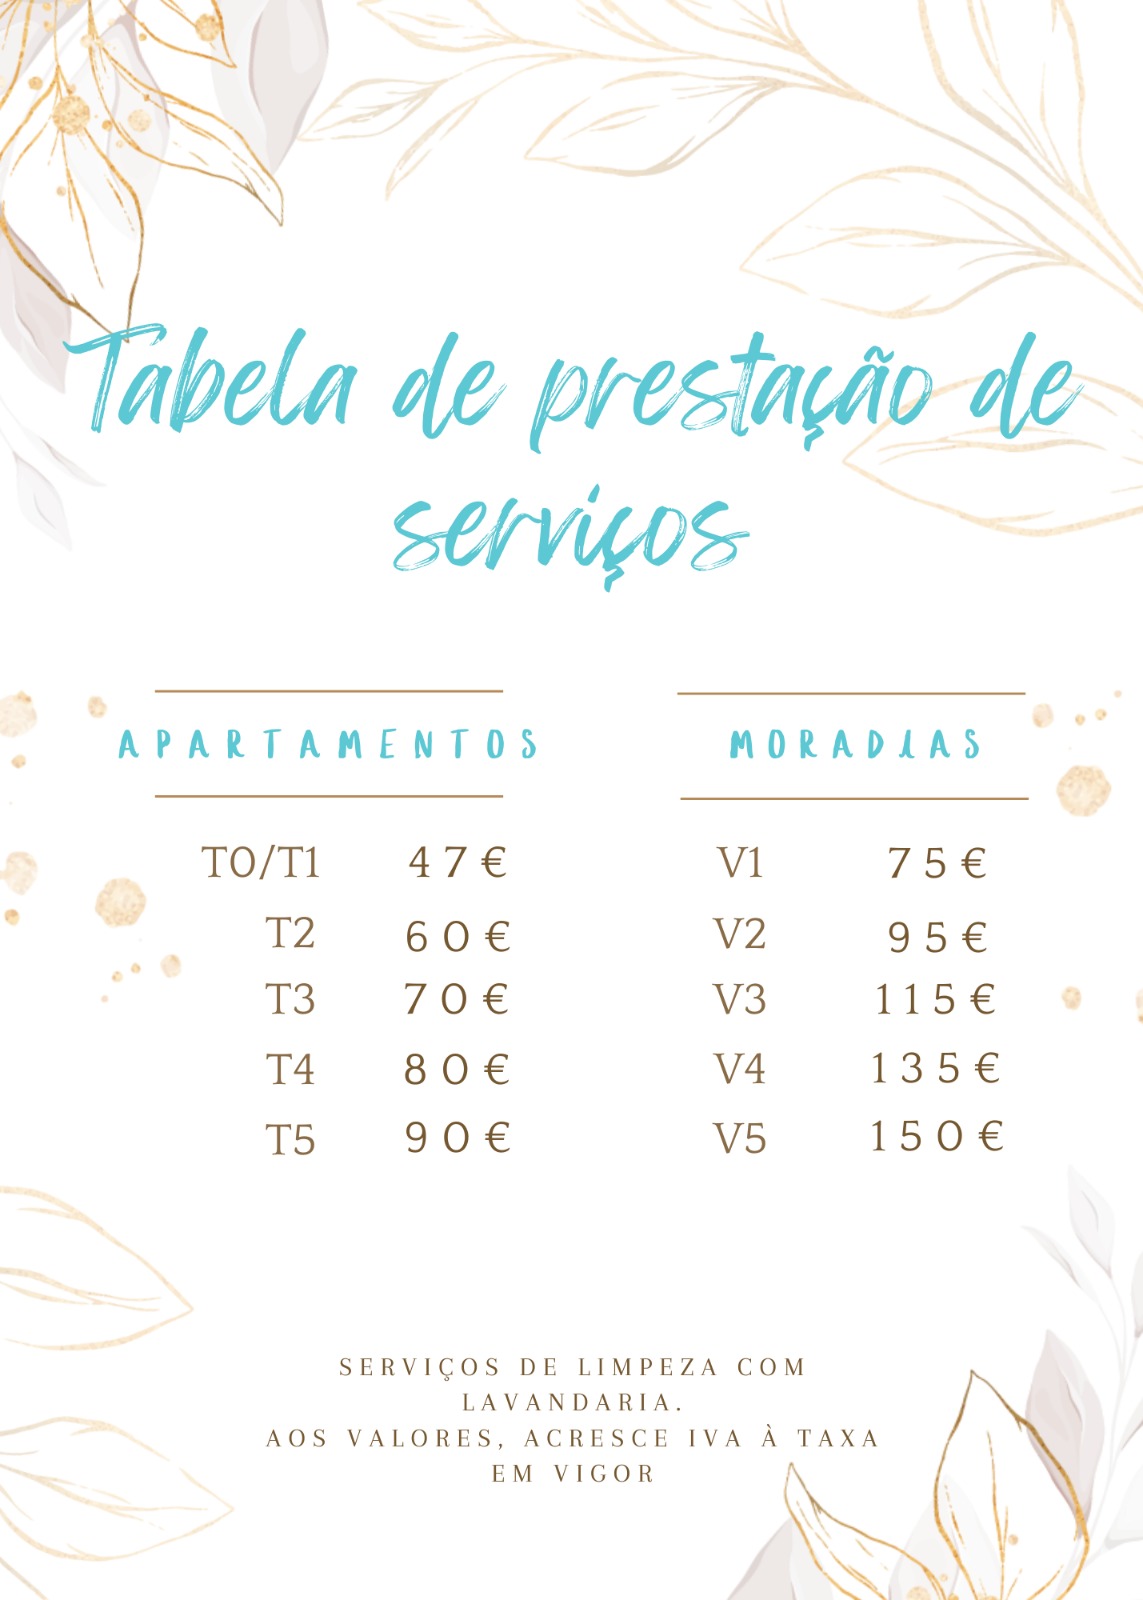 Tabela de prestação de
serviços
APARTAMENTOS
T0/T1 47€
T2 60€
T3 70€
T4 80€
T5 90€
MORADIAS
V1 75€
V2 95€
V3 115€
V4 135€
V5 150€
SERVIÇOS DE LIMPEZA COM
LAVANDARIA.
AOS VALORES, ACRESCE IVA À TAXA
EM VIGOR